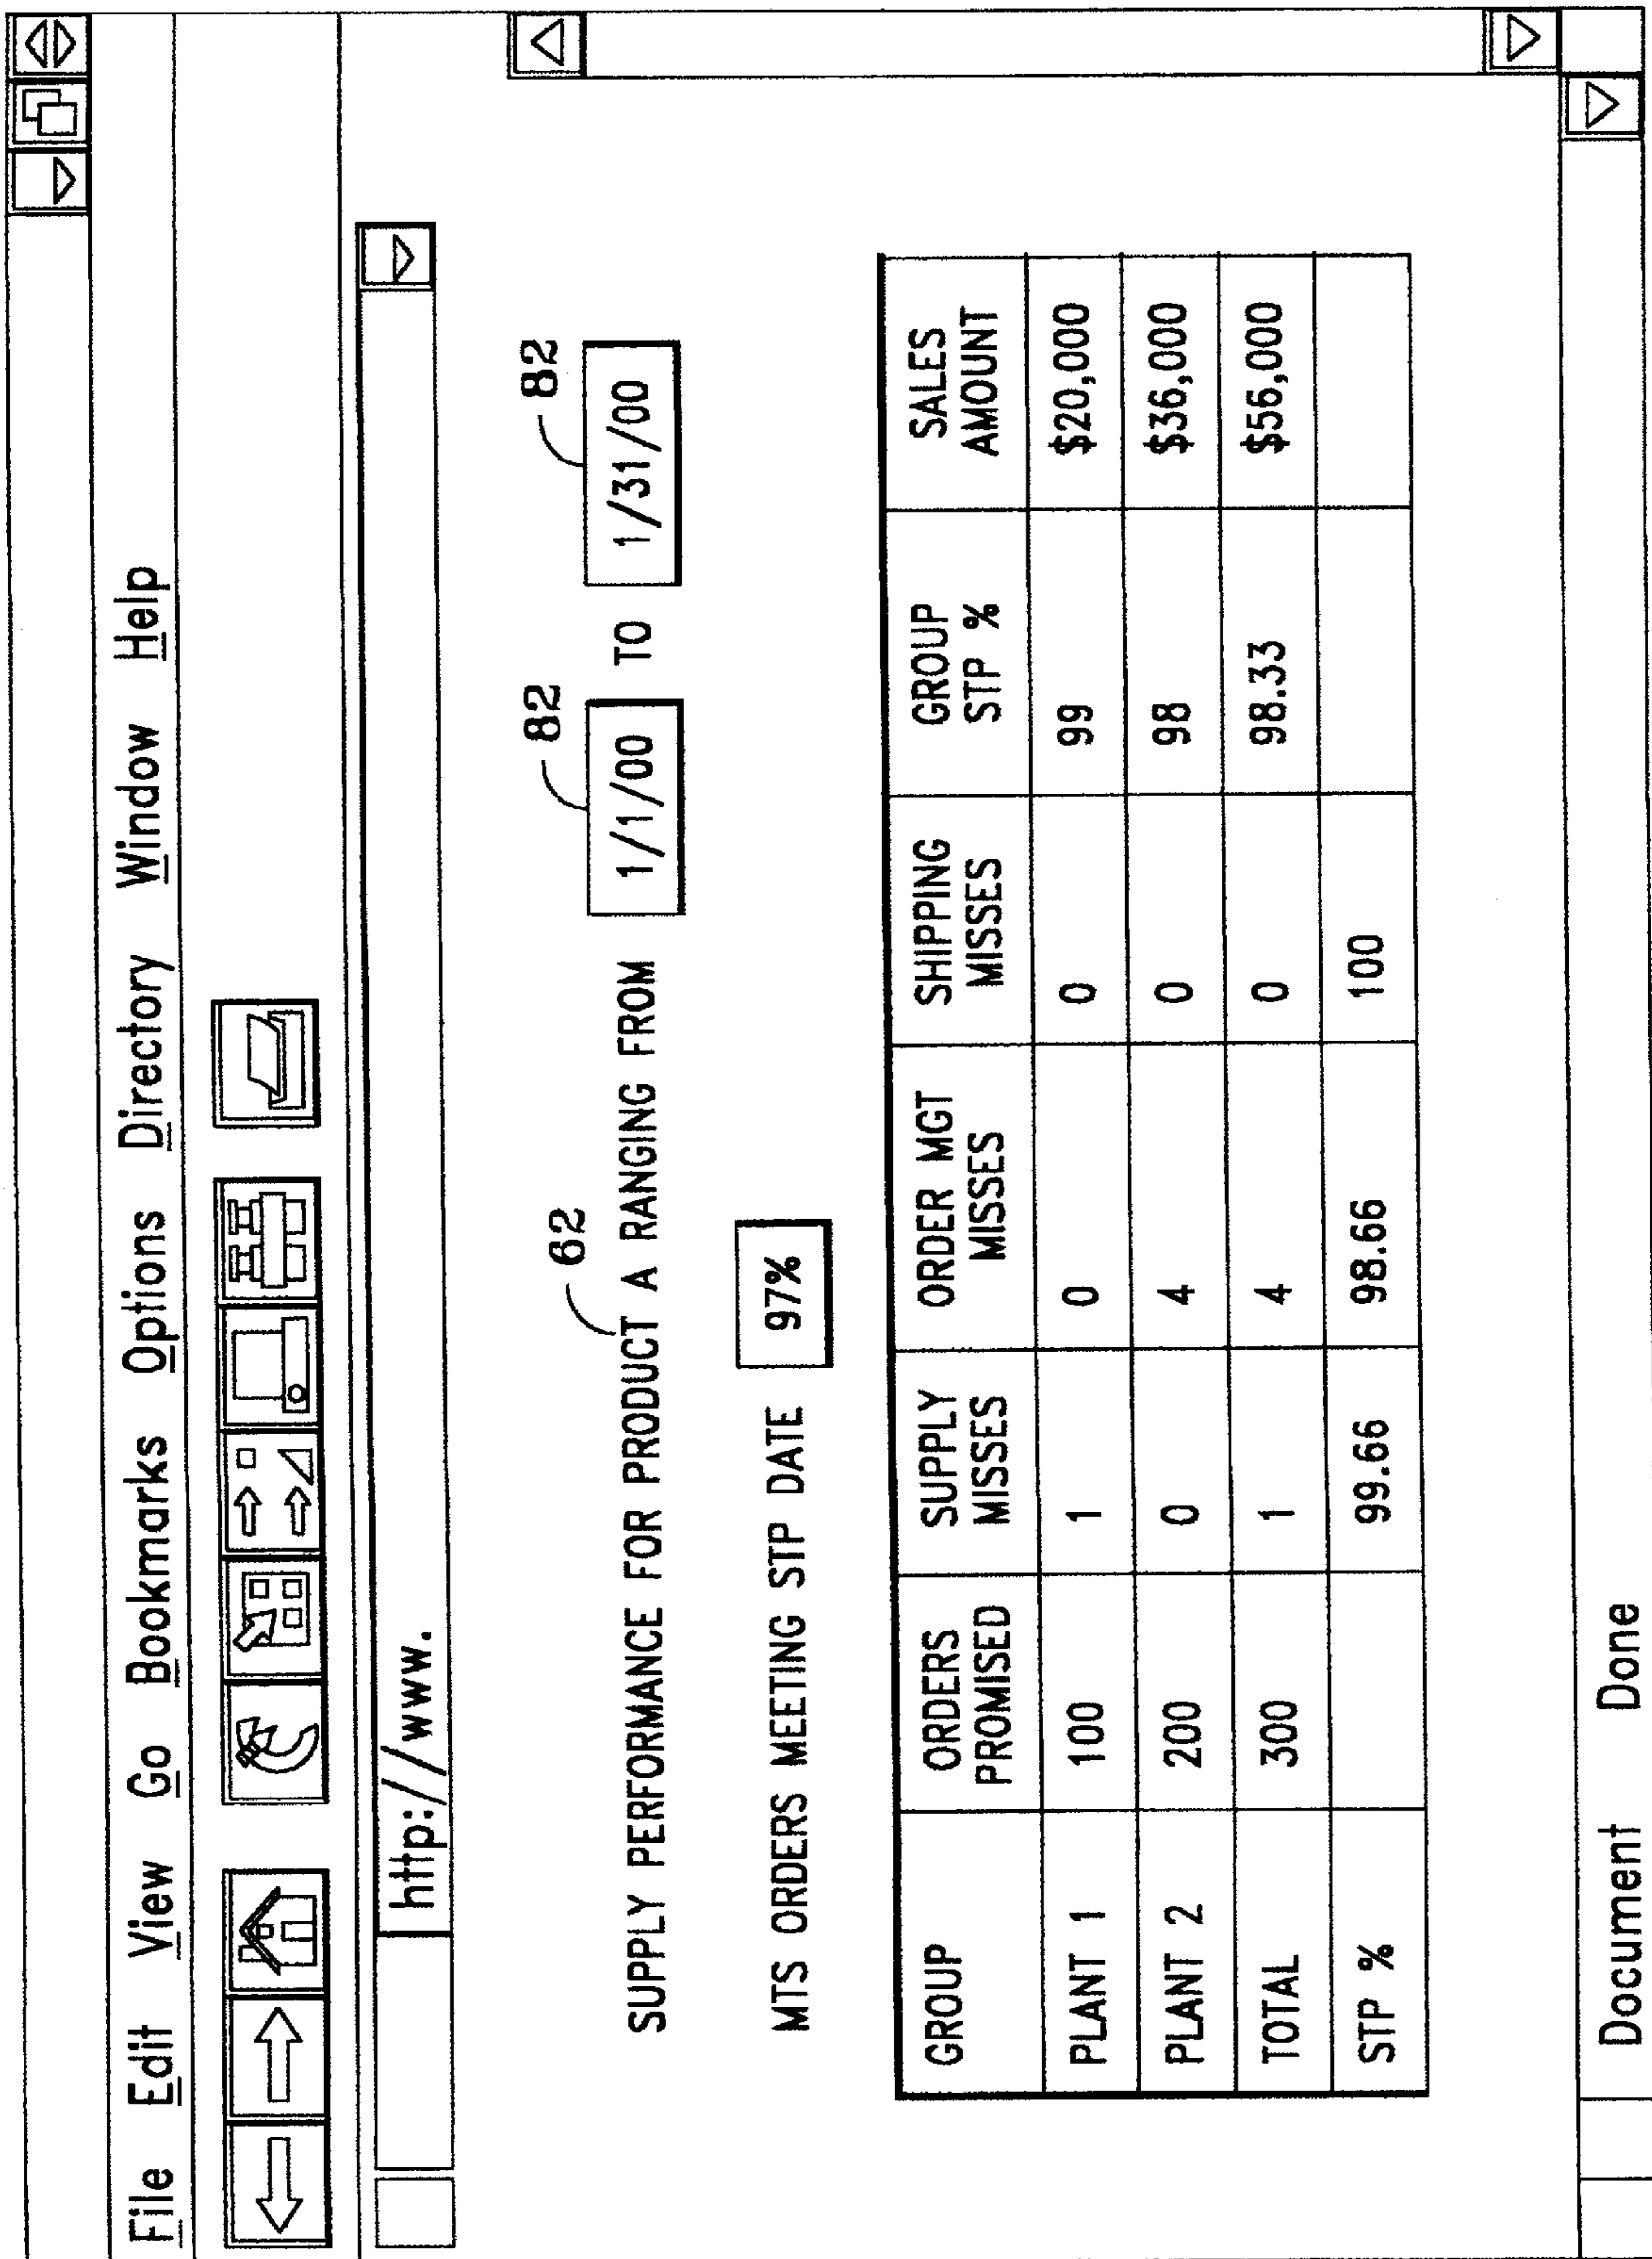 File Edit View Go Bookmarks Options Directory Window Help
http://www.
62 82 82
SUPPLY PERFORMANCE FOR PRODUCT A RANGING FROM 1/1/00 TO 1/31/00
MTS ORDERS MEETING STP DATE 97%
GROUP ORDERS PROMISED SUPPLY MISSES ORDER MGT MISSES SHIPPING MISSES GROUP STP % SALES AMOUNT
PLANT 1 100 1 0 0 99 $20,000
PLANT 2 200 0 4 0 98 $36,000
TOTAL 300 1 4 0 98.33 $56,000
STP % 99.66 98.66 100
Document Done